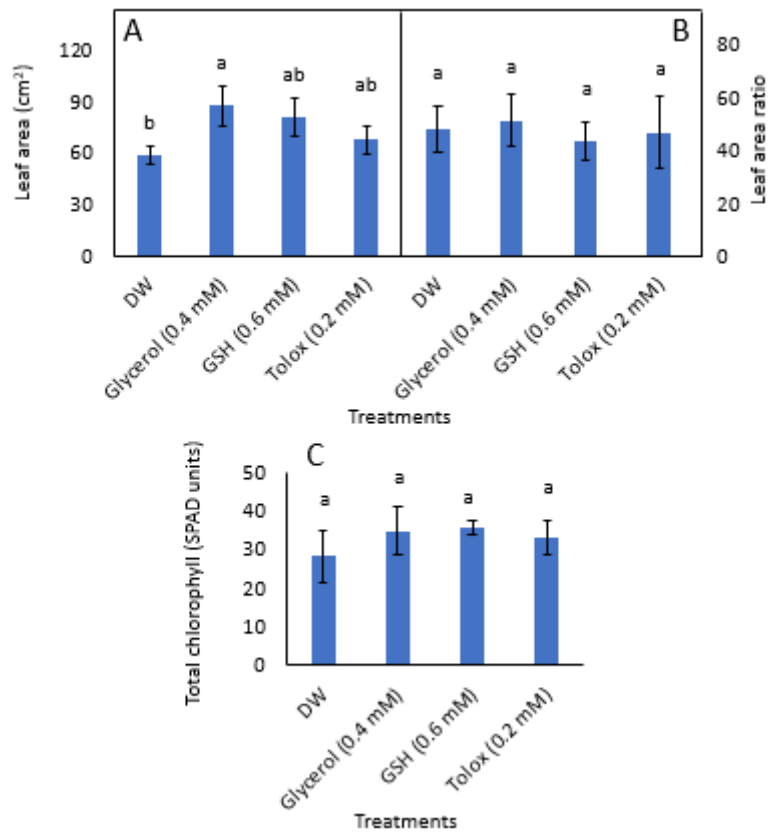 A
B
Leaf area (cm²)
120
90
60
30
0
b
a
ab
ab
a
a
a
a
80
60
40
20
0
Leaf area ratio
DW
Glycerol (0.4 mM)
GSH (0.6 mM)
Tolox (0.2 mM)
DW
Glycerol (0.4 mM)
GSH (0.6 mM)
Tolox (0.2 mM)
Treatments
C
Total chlorophyll (SPAD units)
50
40
30
20
10
0
a
a
a
a
DW
Glycerol (0.4 mM)
GSH (0.6 mM)
Tolox (0.2 mM)
Treatments